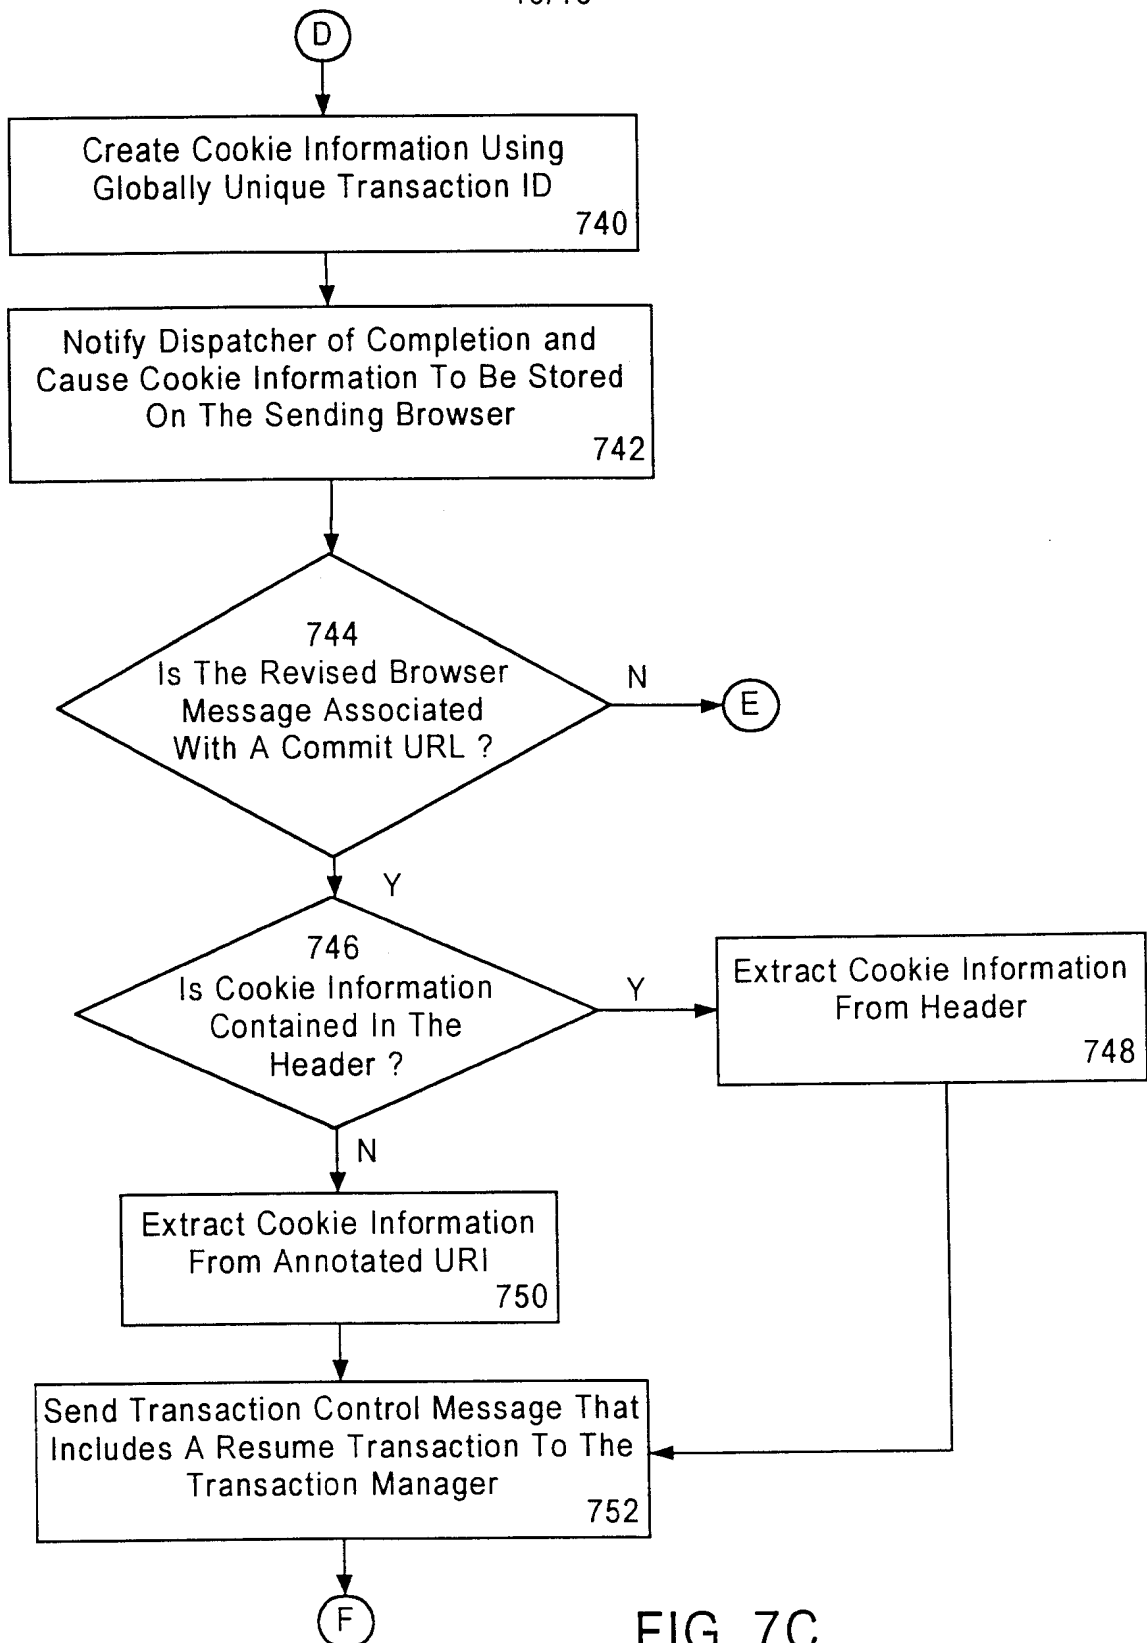 D
Create Cookie Information Using
Globally Unique Transaction ID
740
Notify Dispatcher of Completion and
Cause Cookie Information To Be Stored
On The Sending Browser
742
744
Is The Revised Browser
Message Associated
With A Commit URL ?
N
E
Y
746
Is Cookie Information
Contained In The
Header ?
Y
Extract Cookie Information
From Header
748
N
Extract Cookie Information
From Annotated URI
750
Send Transaction Control Message That
Includes A Resume Transaction To The
Transaction Manager
752
F
FIG. 7C